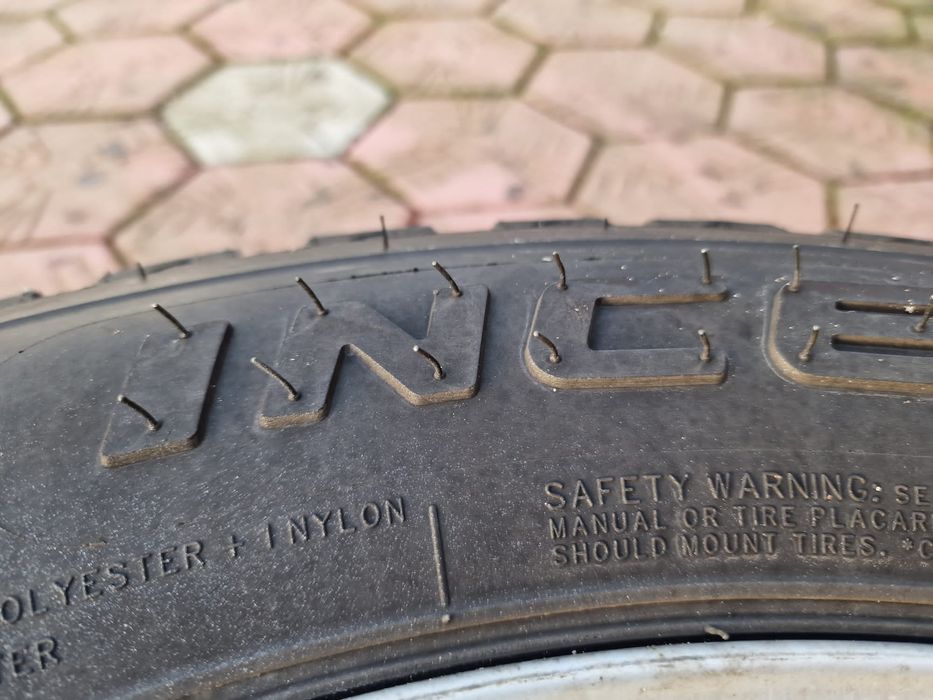 INCE
OLYESTER + 1 NYLON
ER
SAFETY WARNING: SE
MANUAL OR TIRE PLACAR
SHOULD MOUNT TIRES. *C